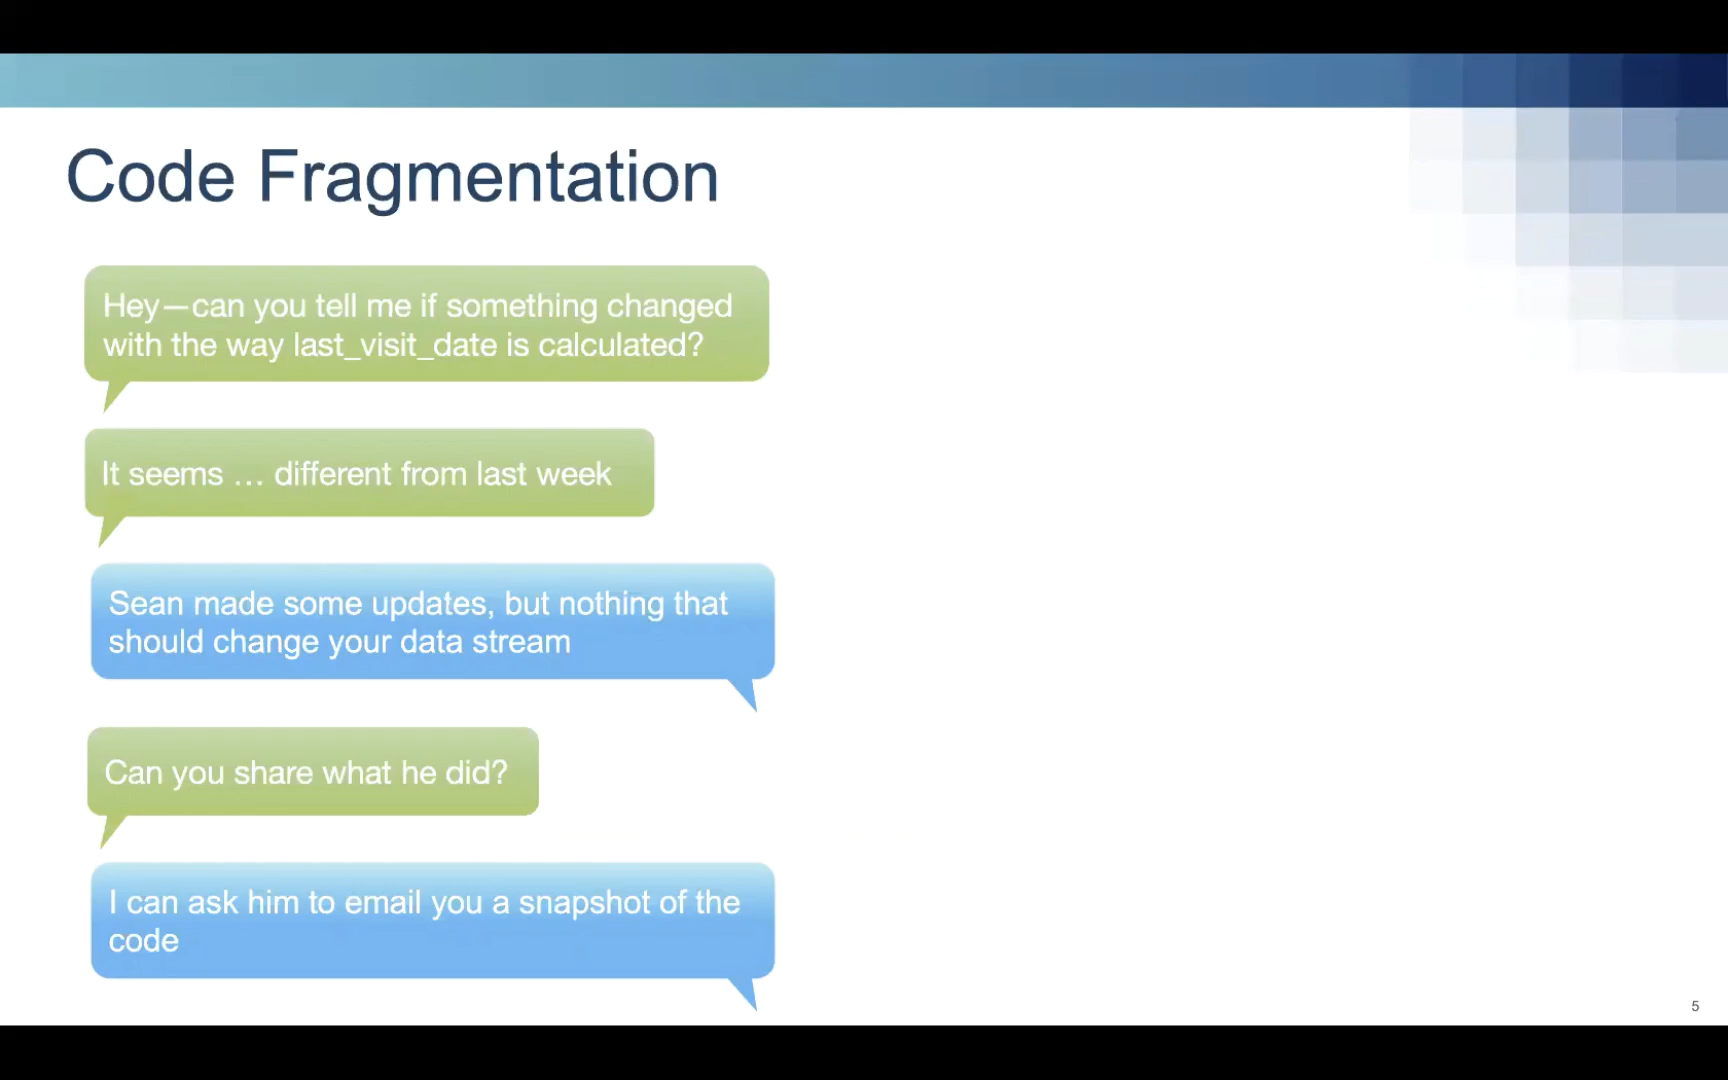 Code Fragmentation
Hey—can you tell me if something changed
with the way last_visit_date is calculated?
It seems … different from last week
Sean made some updates, but nothing that
should change your data stream
Can you share what he did?
I can ask him to email you a snapshot of the
code
5